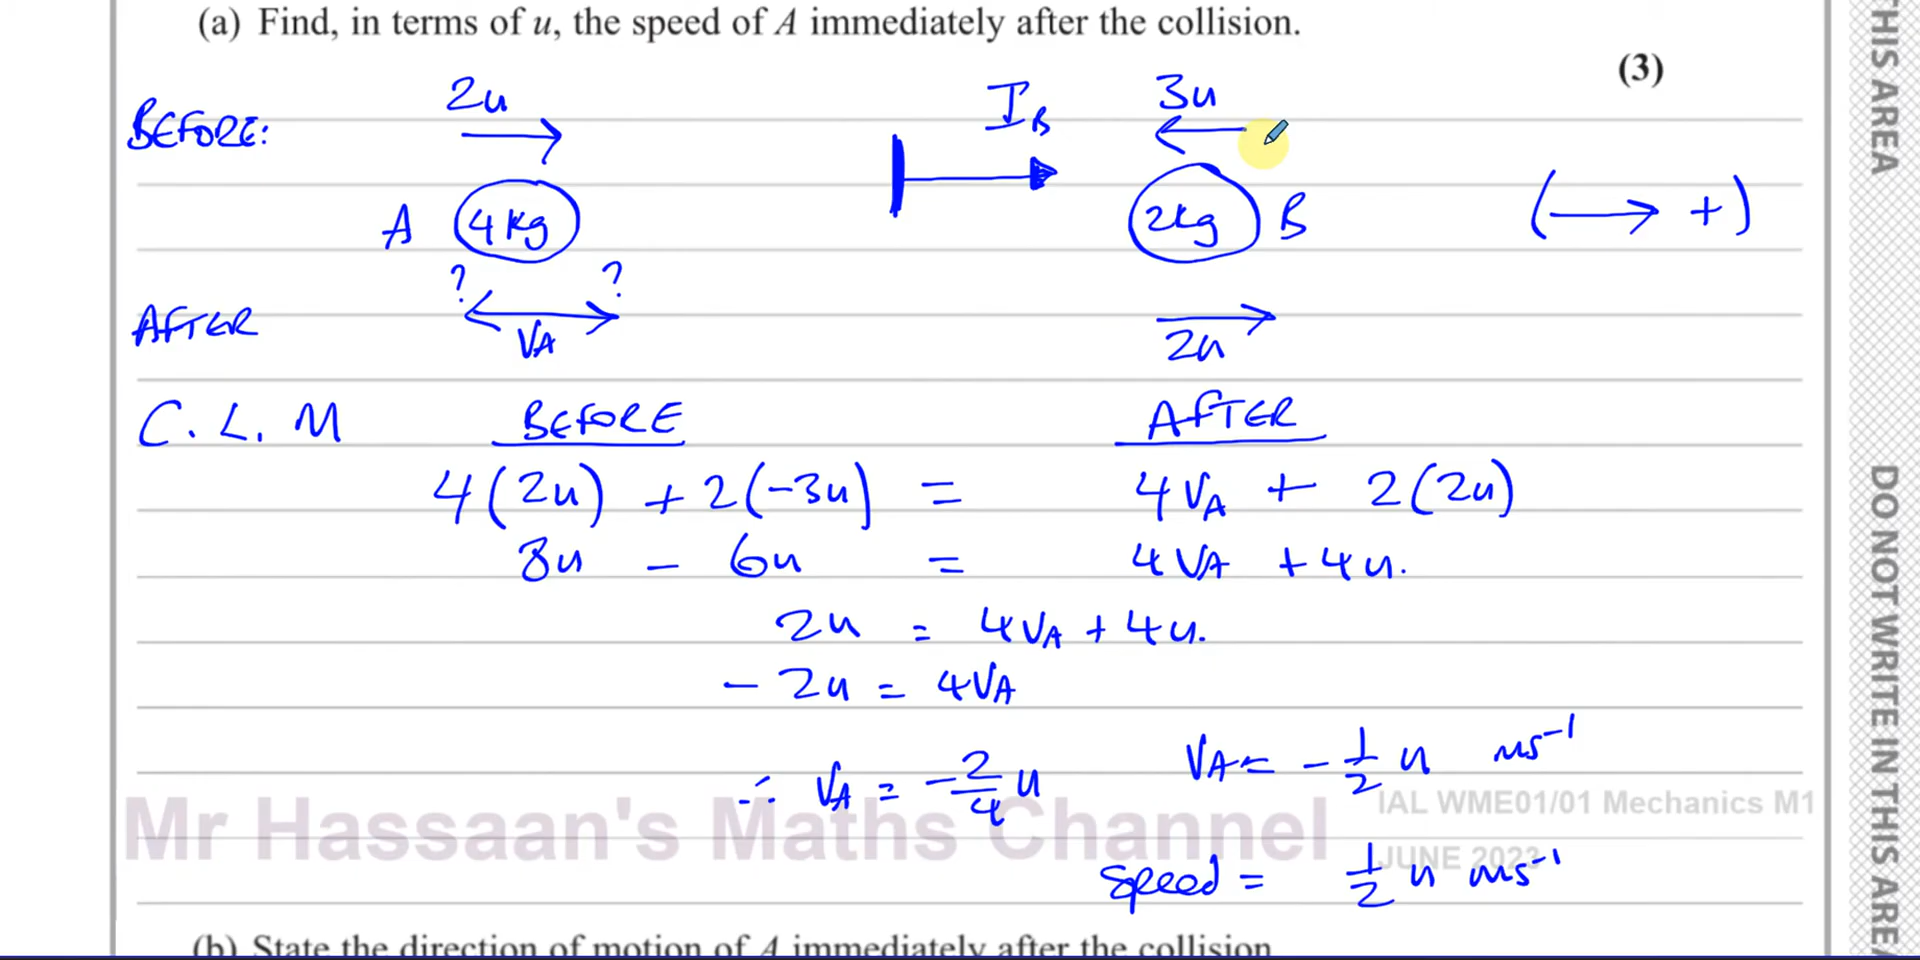 (a) Find, in terms of u, the speed of A immediately after the collision.
(3)
BEFORE: 2u I_B 3u
A 4kg 2kg B (→ +)
? ?
AFTER V_A 2u
C. L. M BEFORE AFTER
4(2u) + 2(-3u) = 4V_A + 2(2u)
8u - 6u = 4V_A + 4u.
2u = 4V_A + 4u.
-2u = 4V_A
∴ V_A = -2/4 u V_A = -1/2 u ms⁻¹
Mr Hassaan's Maths Channel
IAL WME01/01 Mechanics M1
JUNE 2023
Speed = 1/2 u ms⁻¹
(b) State the direction of motion of A immediately after the collision
THIS AREA
DO NOT WRITE IN THIS AREA